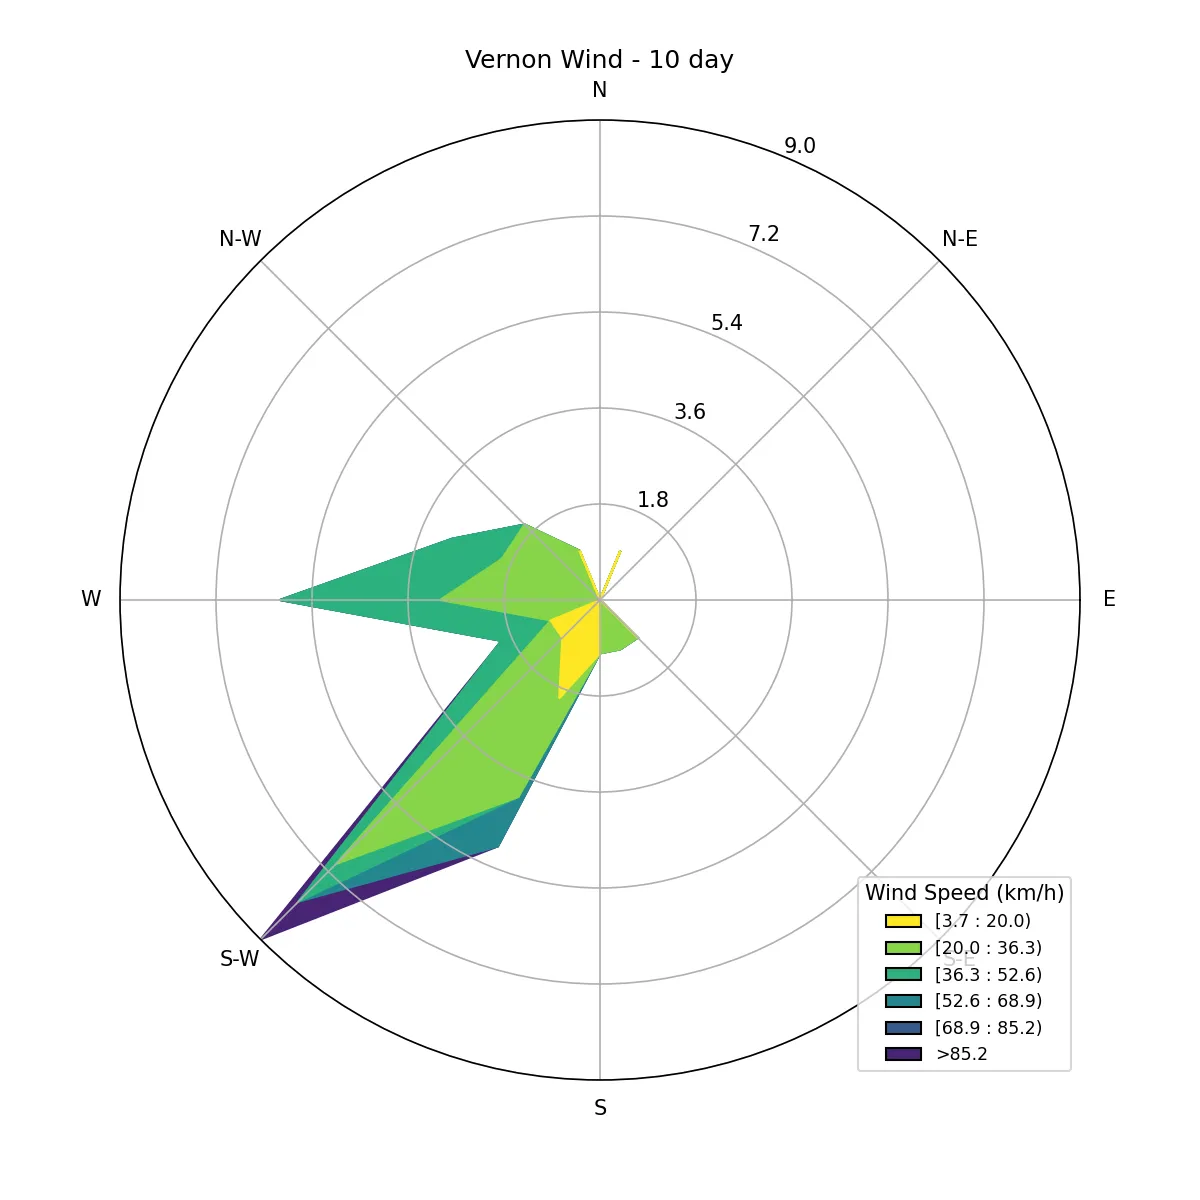 Vernon Wind - 10 day
N
9.0
N-W
N-E
7.2
5.4
3.6
1.8
W
E
S-W
S-E
Wind Speed (km/h)
[3.7 : 20.0)
[20.0 : 36.3)
[36.3 : 52.6)
[52.6 : 68.9)
[68.9 : 85.2)
>85.2
S